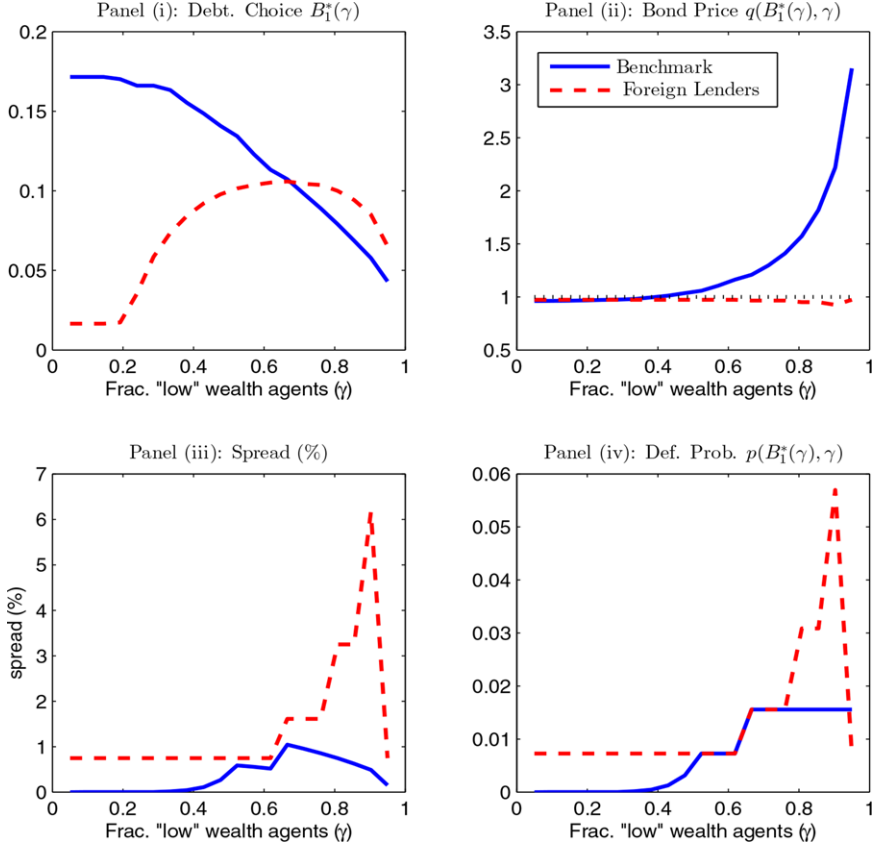 Panel (i): Debt. Choice B₁*(γ)
0.2
0.15
0.1
0.05
0
0 0.2 0.4 0.6 0.8 1
Frac. "low" wealth agents (γ)
Panel (ii): Bond Price q(B₁*(γ), γ)
3.5
3
2.5
2
1.5
1
0.5
Benchmark
Foreign Lenders
0 0.2 0.4 0.6 0.8 1
Frac. "low" wealth agents (γ)
Panel (iii): Spread (%)
7
6
5
4
3
2
1
0
spread (%)
0 0.2 0.4 0.6 0.8 1
Frac. "low" wealth agents (γ)
Panel (iv): Def. Prob. p(B₁*(γ), γ)
0.06
0.05
0.04
0.03
0.02
0.01
0
0 0.2 0.4 0.6 0.8 1
Frac. "low" wealth agents (γ)